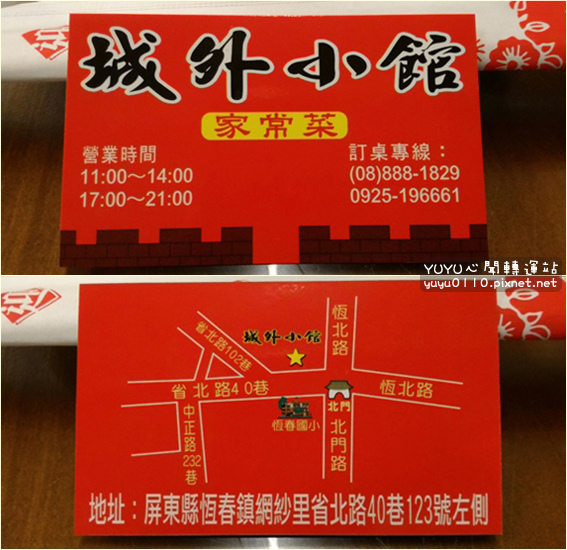 城外小館
家常菜
營業時間
11:00～14:00
17:00～21:00
訂桌專線：
(08)888-1829
0925-196661
YUYU心閒轉運站
yuyu0110.pixnet.net
城外小館
省北路102巷
恆北路
省北路40巷
恆北路
北門
恆春國小
中正路232巷
北門路
地址：屏東縣恆春鎮網紗里省北路40巷123號左側